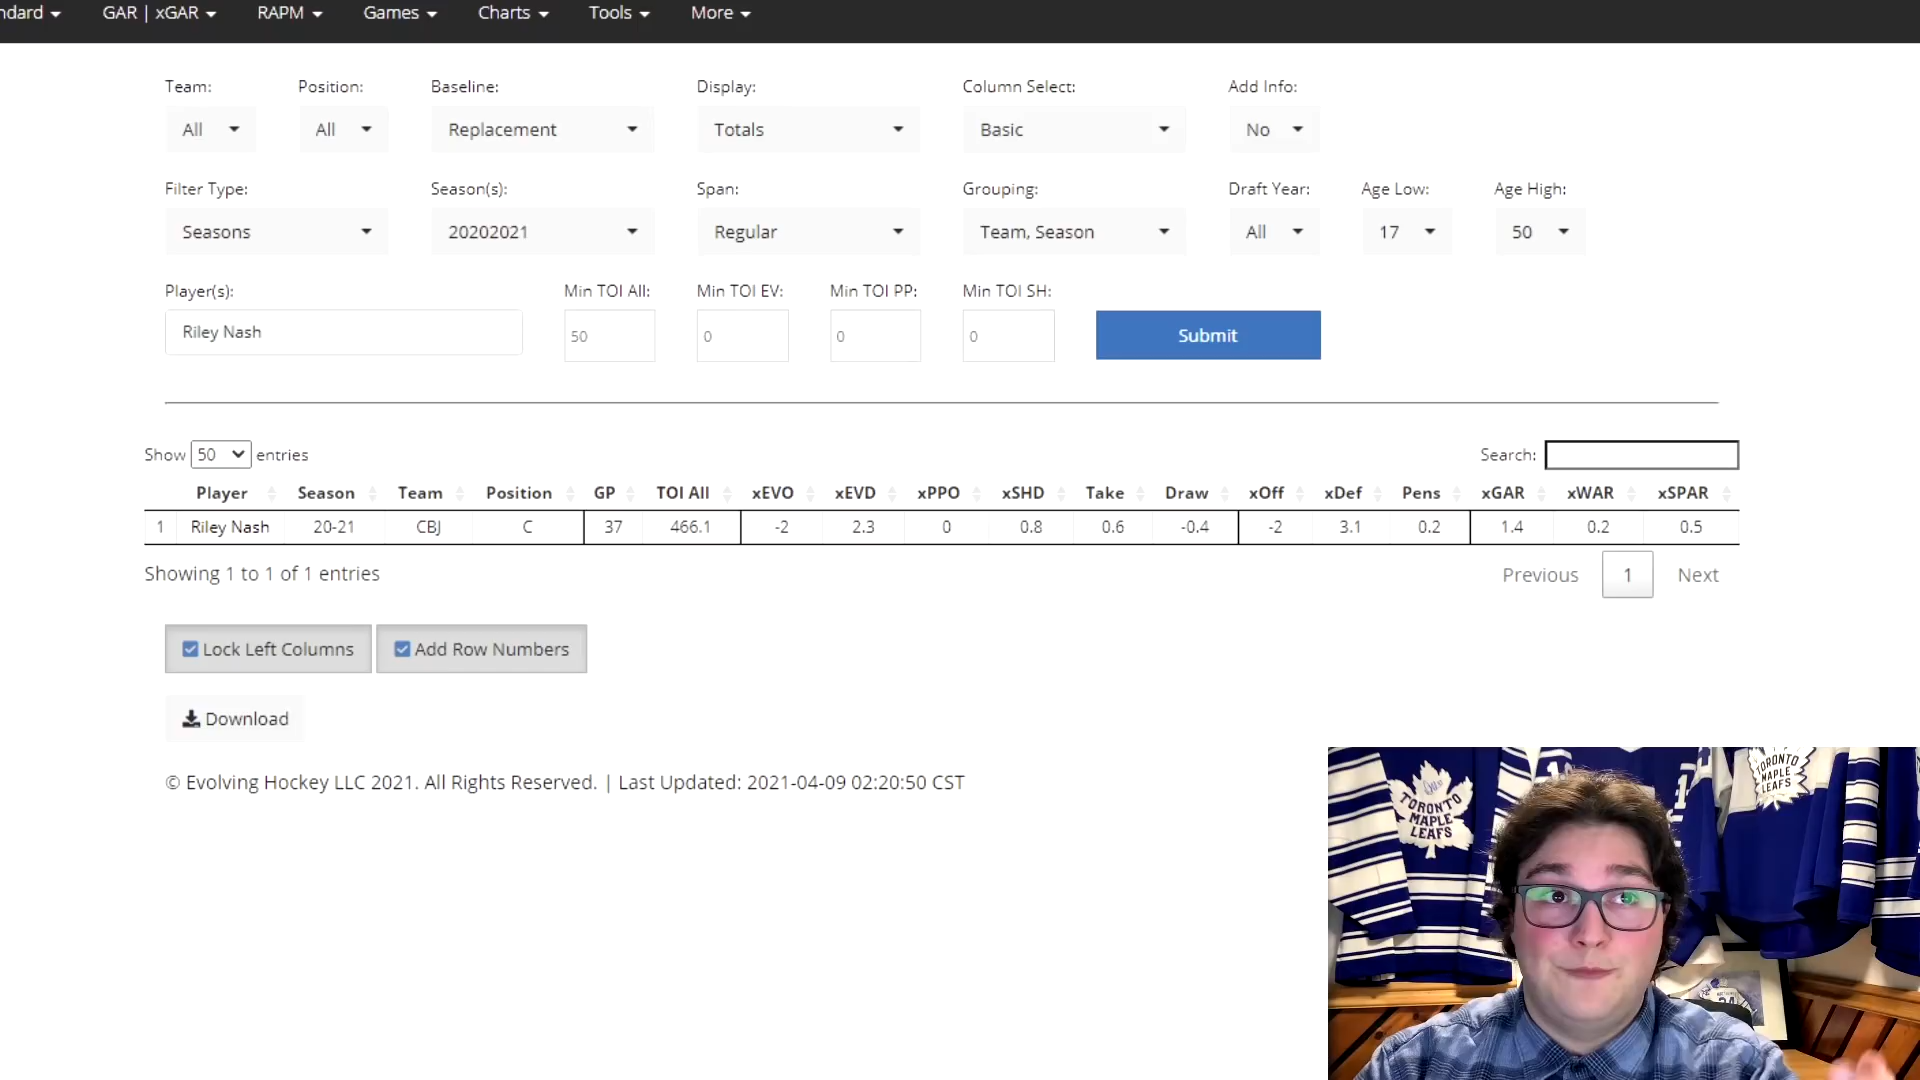 ndard GAR | xGAR RAPM Games Charts Tools More
Team: Position: Baseline: Display: Column Select: Add Info:
All All Replacement Totals Basic No
Filter Type: Season(s): Span: Grouping: Draft Year: Age Low: Age High:
Seasons 20202021 Regular Team, Season All 17 50
Player(s): Min TOI All: Min TOI EV: Min TOI PP: Min TOI SH:
Riley Nash 50 0 0 0 Submit
Show 50 entries Search:
Player Season Team Position GP TOI All xEVO xEVD xPPO xSHD Take Draw xOff xDef Pens xGAR xWAR xSPAR
1 Riley Nash 20-21 CBJ C 37 466.1 -2 2.3 0 0.8 0.6 -0.4 -2 3.1 0.2 1.4 0.2 0.5
Showing 1 to 1 of 1 entries Previous 1 Next
Lock Left Columns Add Row Numbers
Download
© Evolving Hockey LLC 2021. All Rights Reserved. | Last Updated: 2021-04-09 02:20:50 CST
TORONTO
MAPLE
LEAFS
TORONTO
MAPLE
LEAFS